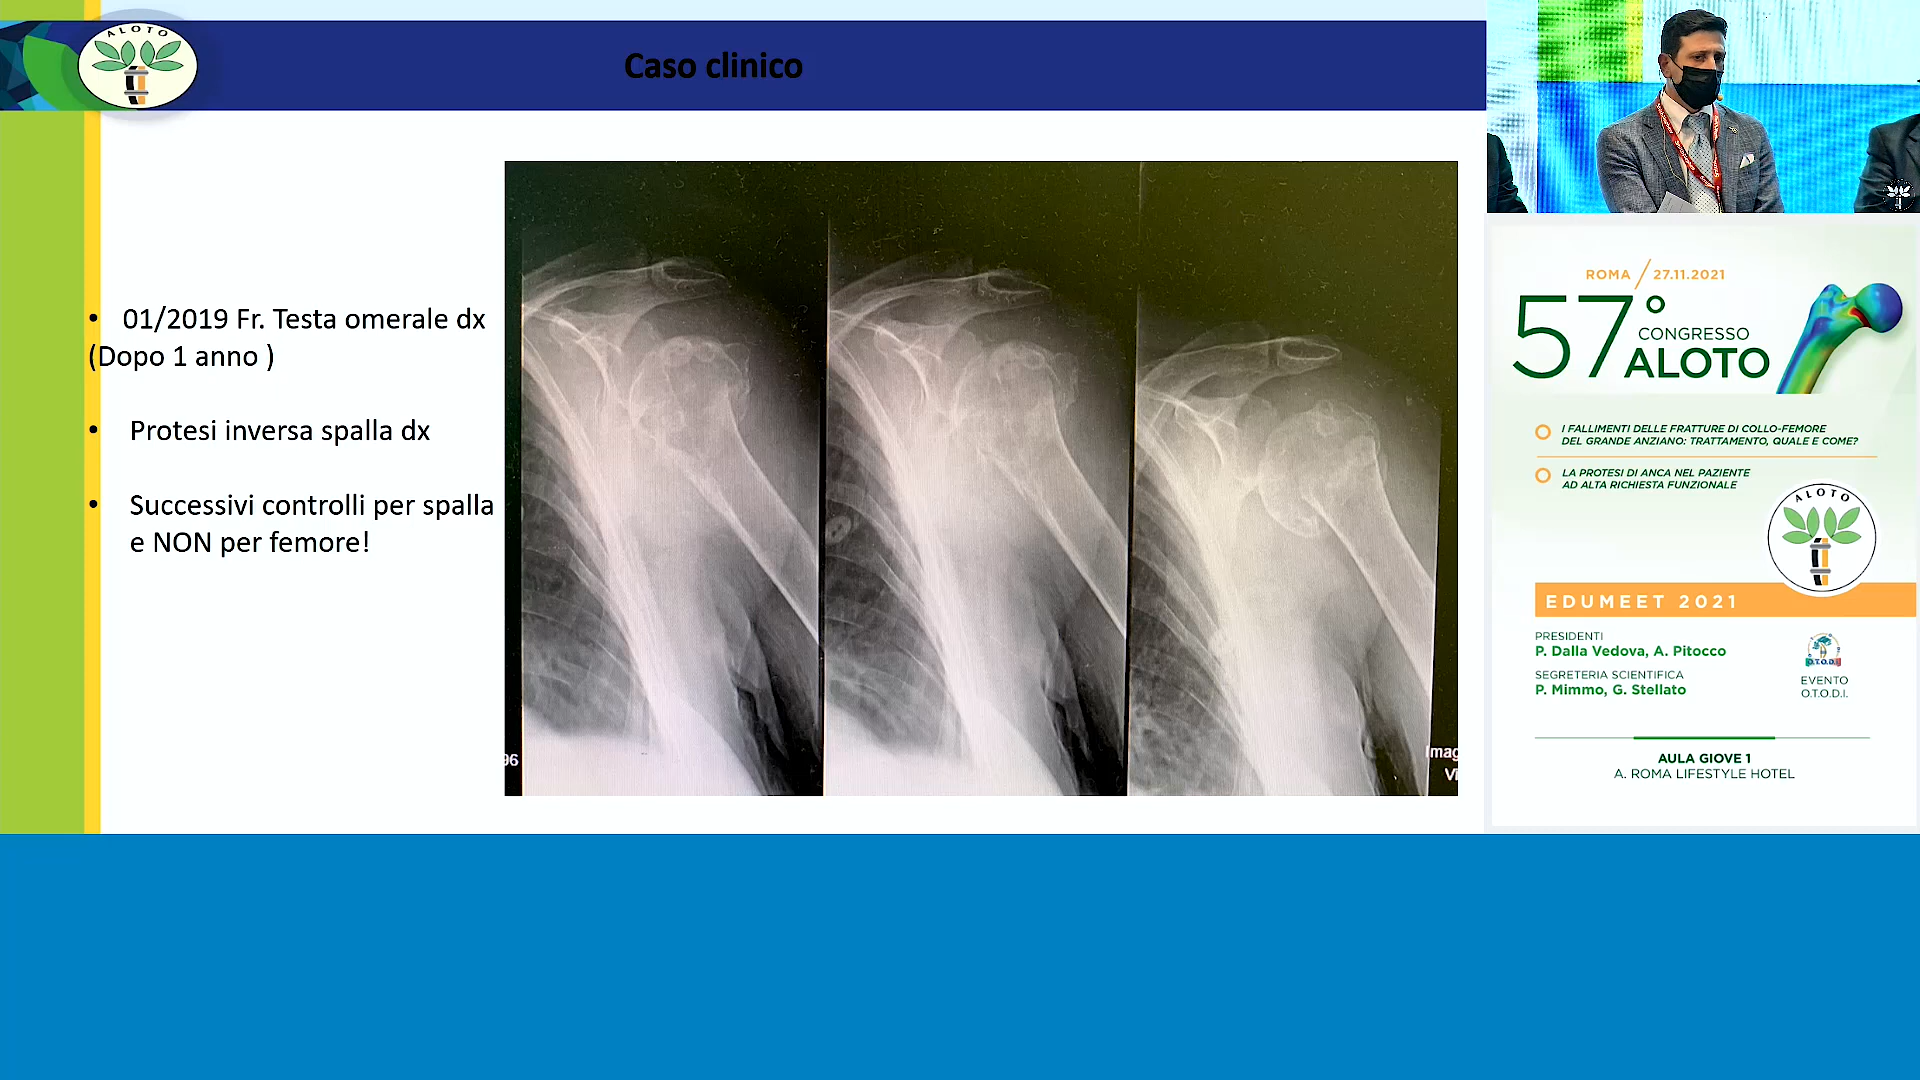 ALOTO
Caso clinico
• 01/2019 Fr. Testa omerale dx
(Dopo 1 anno )
• Protesi inversa spalla dx
• Successivi controlli per spalla
e NON per femore!
96
Imag
Vi
ROMA / 27.11.2021
57°
CONGRESSO
ALOTO
I FALLIMENTI DELLE FRATTURE DI COLLO-FEMORE
DEL GRANDE ANZIANO: TRATTAMENTO, QUALE E COME?
LA PROTESI DI ANCA NEL PAZIENTE
AD ALTA RICHIESTA FUNZIONALE
ALOTO
EDUMEET 2021
PRESIDENTI
P. Dalla Vedova, A. Pitocco
SEGRETERIA SCIENTIFICA
P. Mimmo, G. Stellato
O.T.O.D.I.
EVENTO
O.T.O.D.I.
AULA GIOVE 1
A. ROMA LIFESTYLE HOTEL